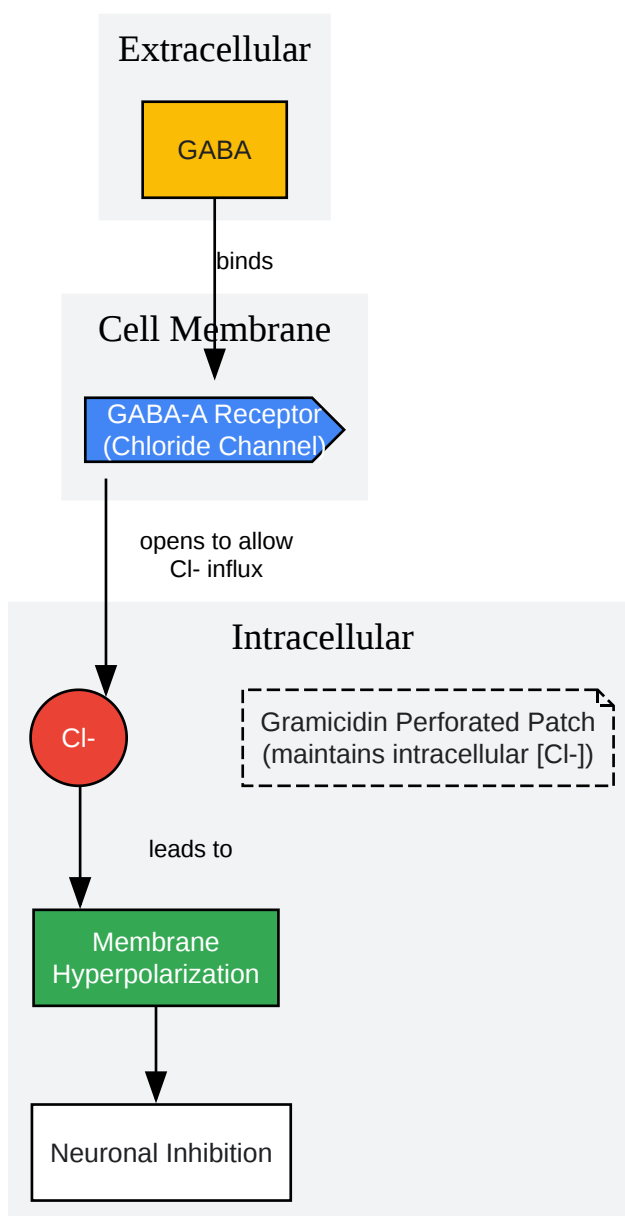 Extracellular
GABA
binds
Cell Membrane
GABA-A Receptor
(Chloride Channel)
opens to allow
Cl- influx
Intracellular
Cl-
Gramicidin Perforated Patch
(maintains intracellular [Cl-])
leads to
Membrane
Hyperpolarization
Neuronal Inhibition